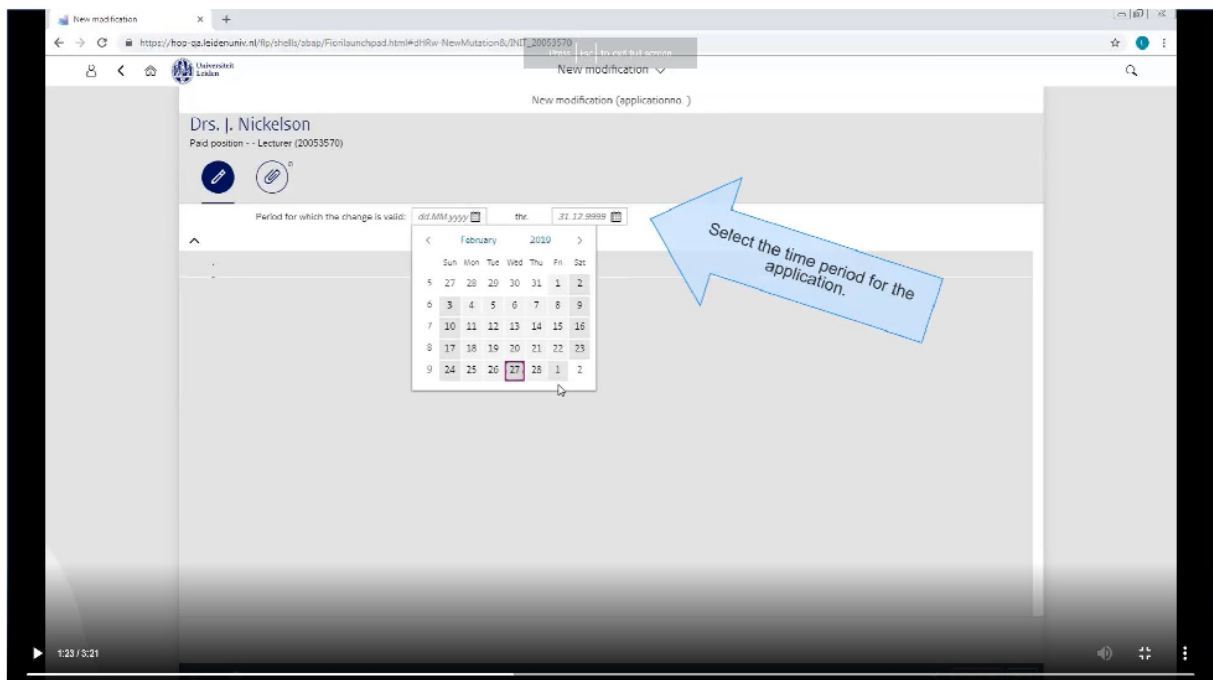 New modification
https://hop-qa.leidenuniv.nl/flp/shells/abap/Fiorilaunchpad.html#dHRw-NewMutation&/INIT_20053570
Press Esc to exit full screen
Universiteit
Leiden
New modification
New modification (applicationno. )
Drs. J. Nickelson
Paid position - - Lecturer (20053570)
0
Period for which the change is valid: dd.MM.yyyy the. 31.12.9999
Select the time period for the
application.
February 2019
Sun Mon Tue Wed Thu Fri Sat
5 27 28 29 30 31 1 2
6 3 4 5 6 7 8 9
7 10 11 12 13 14 15 16
8 17 18 19 20 21 22 23
9 24 25 26 27 28 1 2
1:23 / 3:21